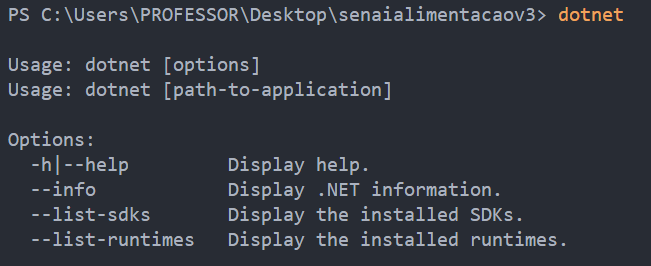 PS C:\Users\PROFESSOR\Desktop\senaialimentacaov3> dotnet
Usage: dotnet [options]
Usage: dotnet [path-to-application]
Options:
-h|--help Display help.
--info Display .NET information.
--list-sdks Display the installed SDKs.
--list-runtimes Display the installed runtimes.